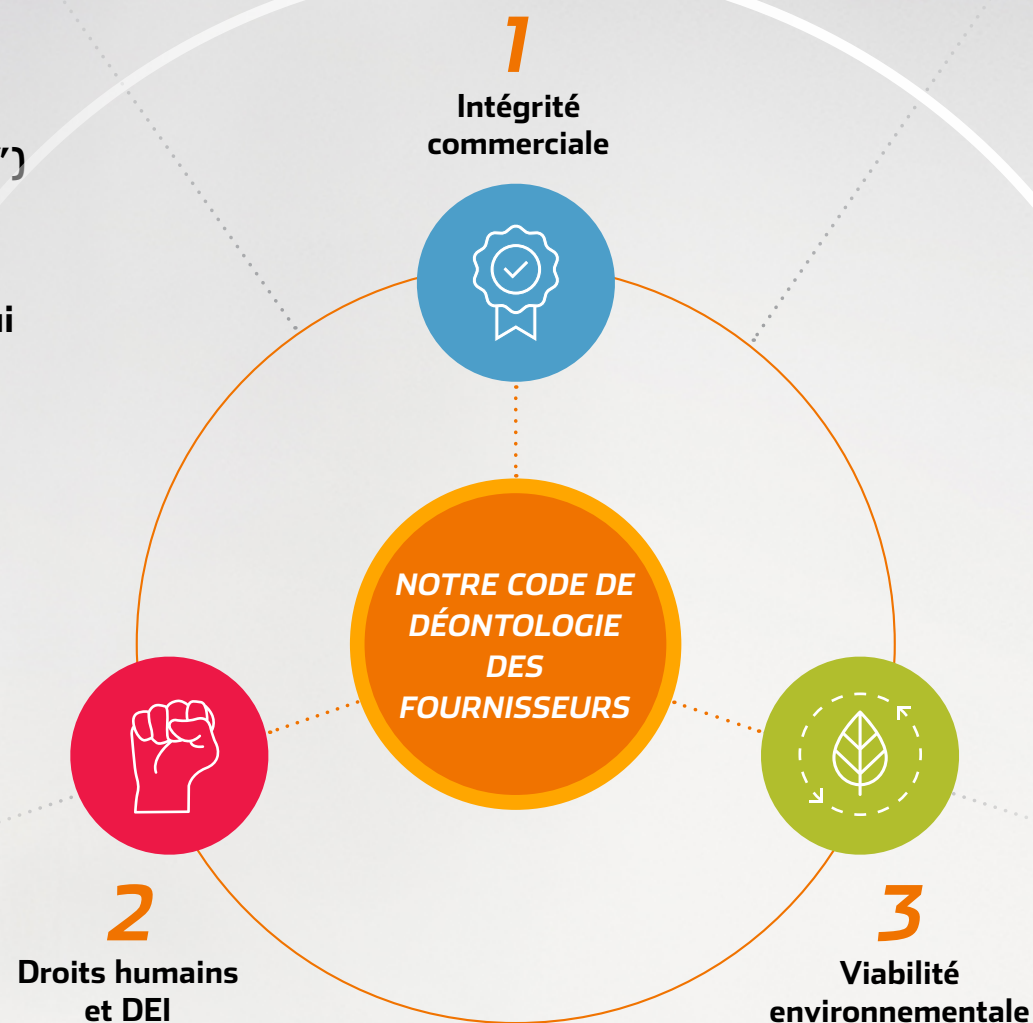 1
Intégrité
commerciale
NOTRE CODE DE
DÉONTOLOGIE
DES
FOURNISSEURS
2
Droits humains
et DEI
3
Viabilité
environnementale